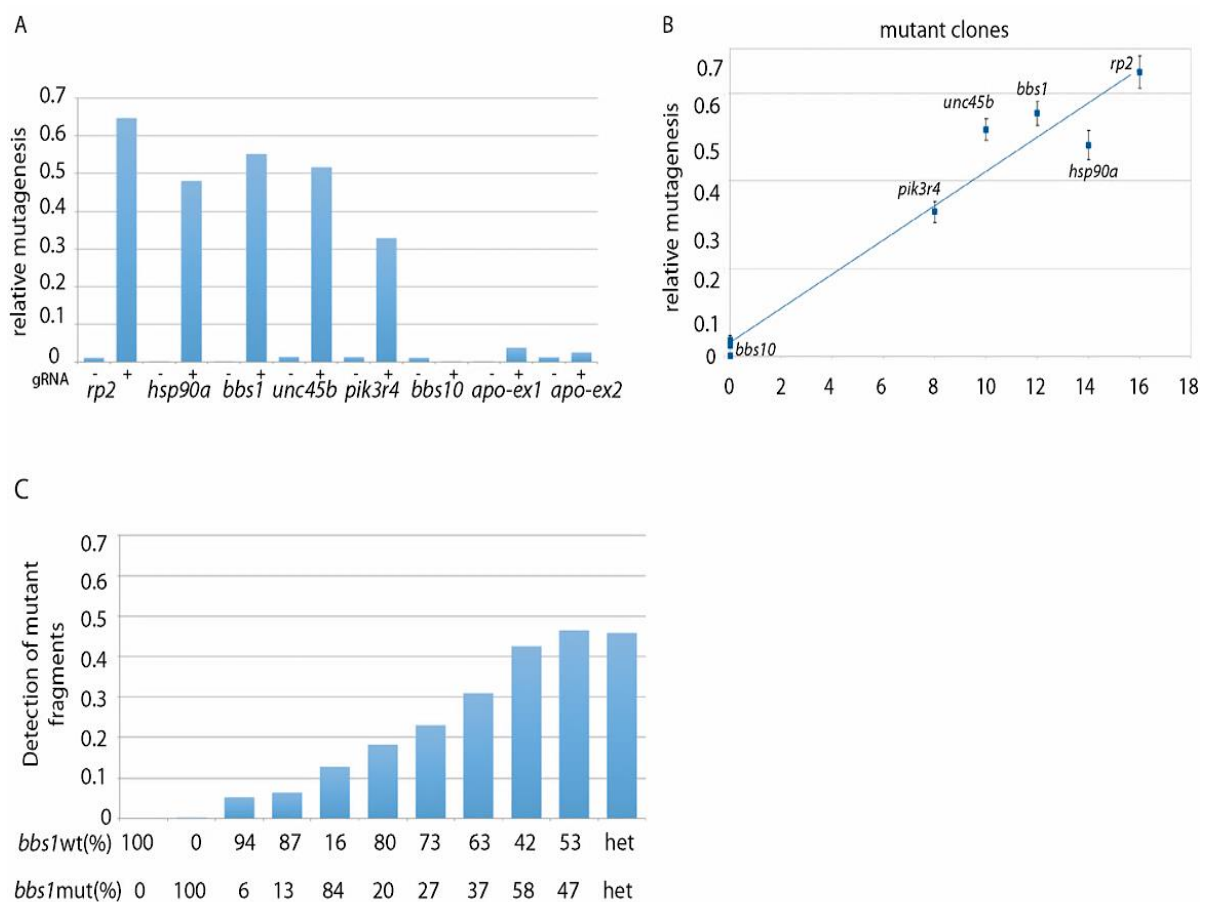 A
0.7
0.6
0.5
0.4
0.3
0.2
0.1
0
relative mutagenesis
gRNA - + - + - + - + - + - + - + - +
rp2 hsp90a bbs1 unc45b pik3r4 bbs10 apo-ex1 apo-ex2
B
mutant clones
0.7
0.6
0.5
0.4
0.3
0.2
0.1
0
relative mutagenesis
rp2
bbs1
unc45b
hsp90a
pik3r4
bbs10
0 2 4 6 8 10 12 14 16 18
C
0.7
0.6
0.5
0.4
0.3
0.2
0.1
0
Detection of mutant
fragments
bbs1wt(%) 100 0 94 87 16 80 73 63 42 53 het
bbs1mut(%) 0 100 6 13 84 20 27 37 58 47 het